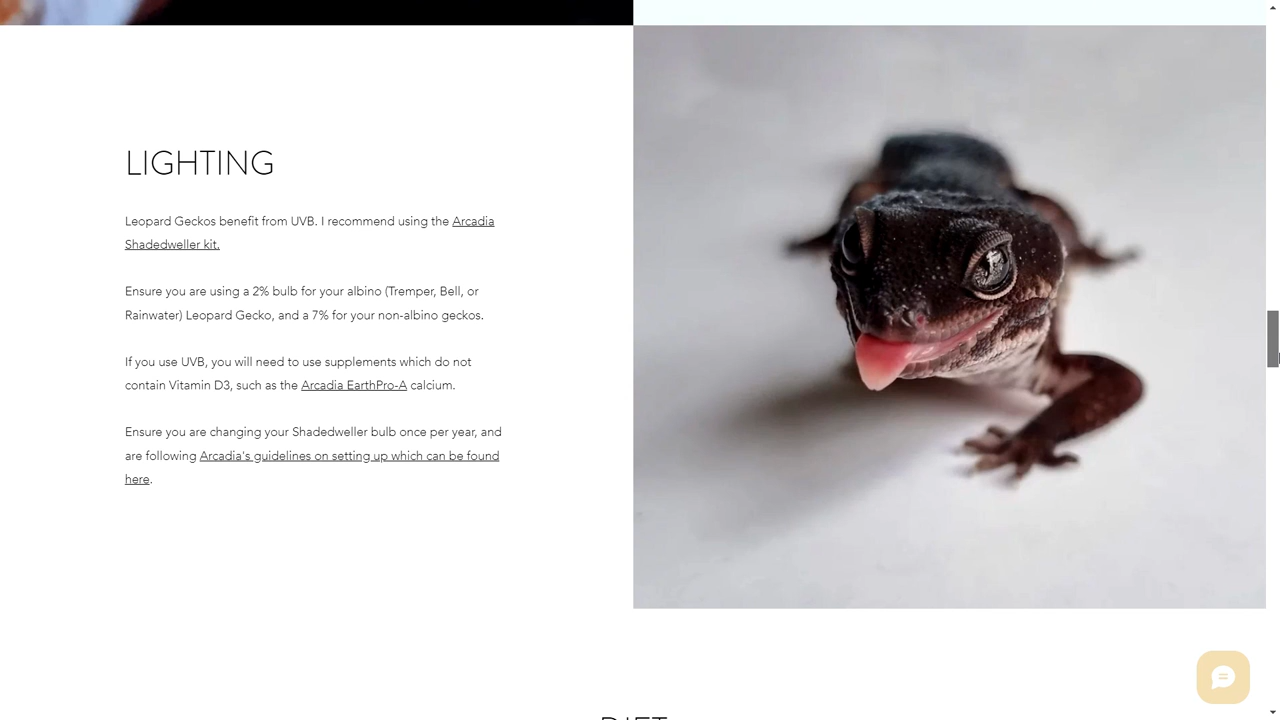 LIGHTING
Leopard Geckos benefit from UVB. I recommend using the Arcadia
Shadedweller kit.
Ensure you are using a 2% bulb for your albino (Tremper, Bell, or
Rainwater) Leopard Gecko, and a 7% for your non-albino geckos.
If you use UVB, you will need to use supplements which do not
contain Vitamin D3, such as the Arcadia EarthPro-A calcium.
Ensure you are changing your Shadedweller bulb once per year, and
are following Arcadia's guidelines on setting up which can be found
here.
DIET